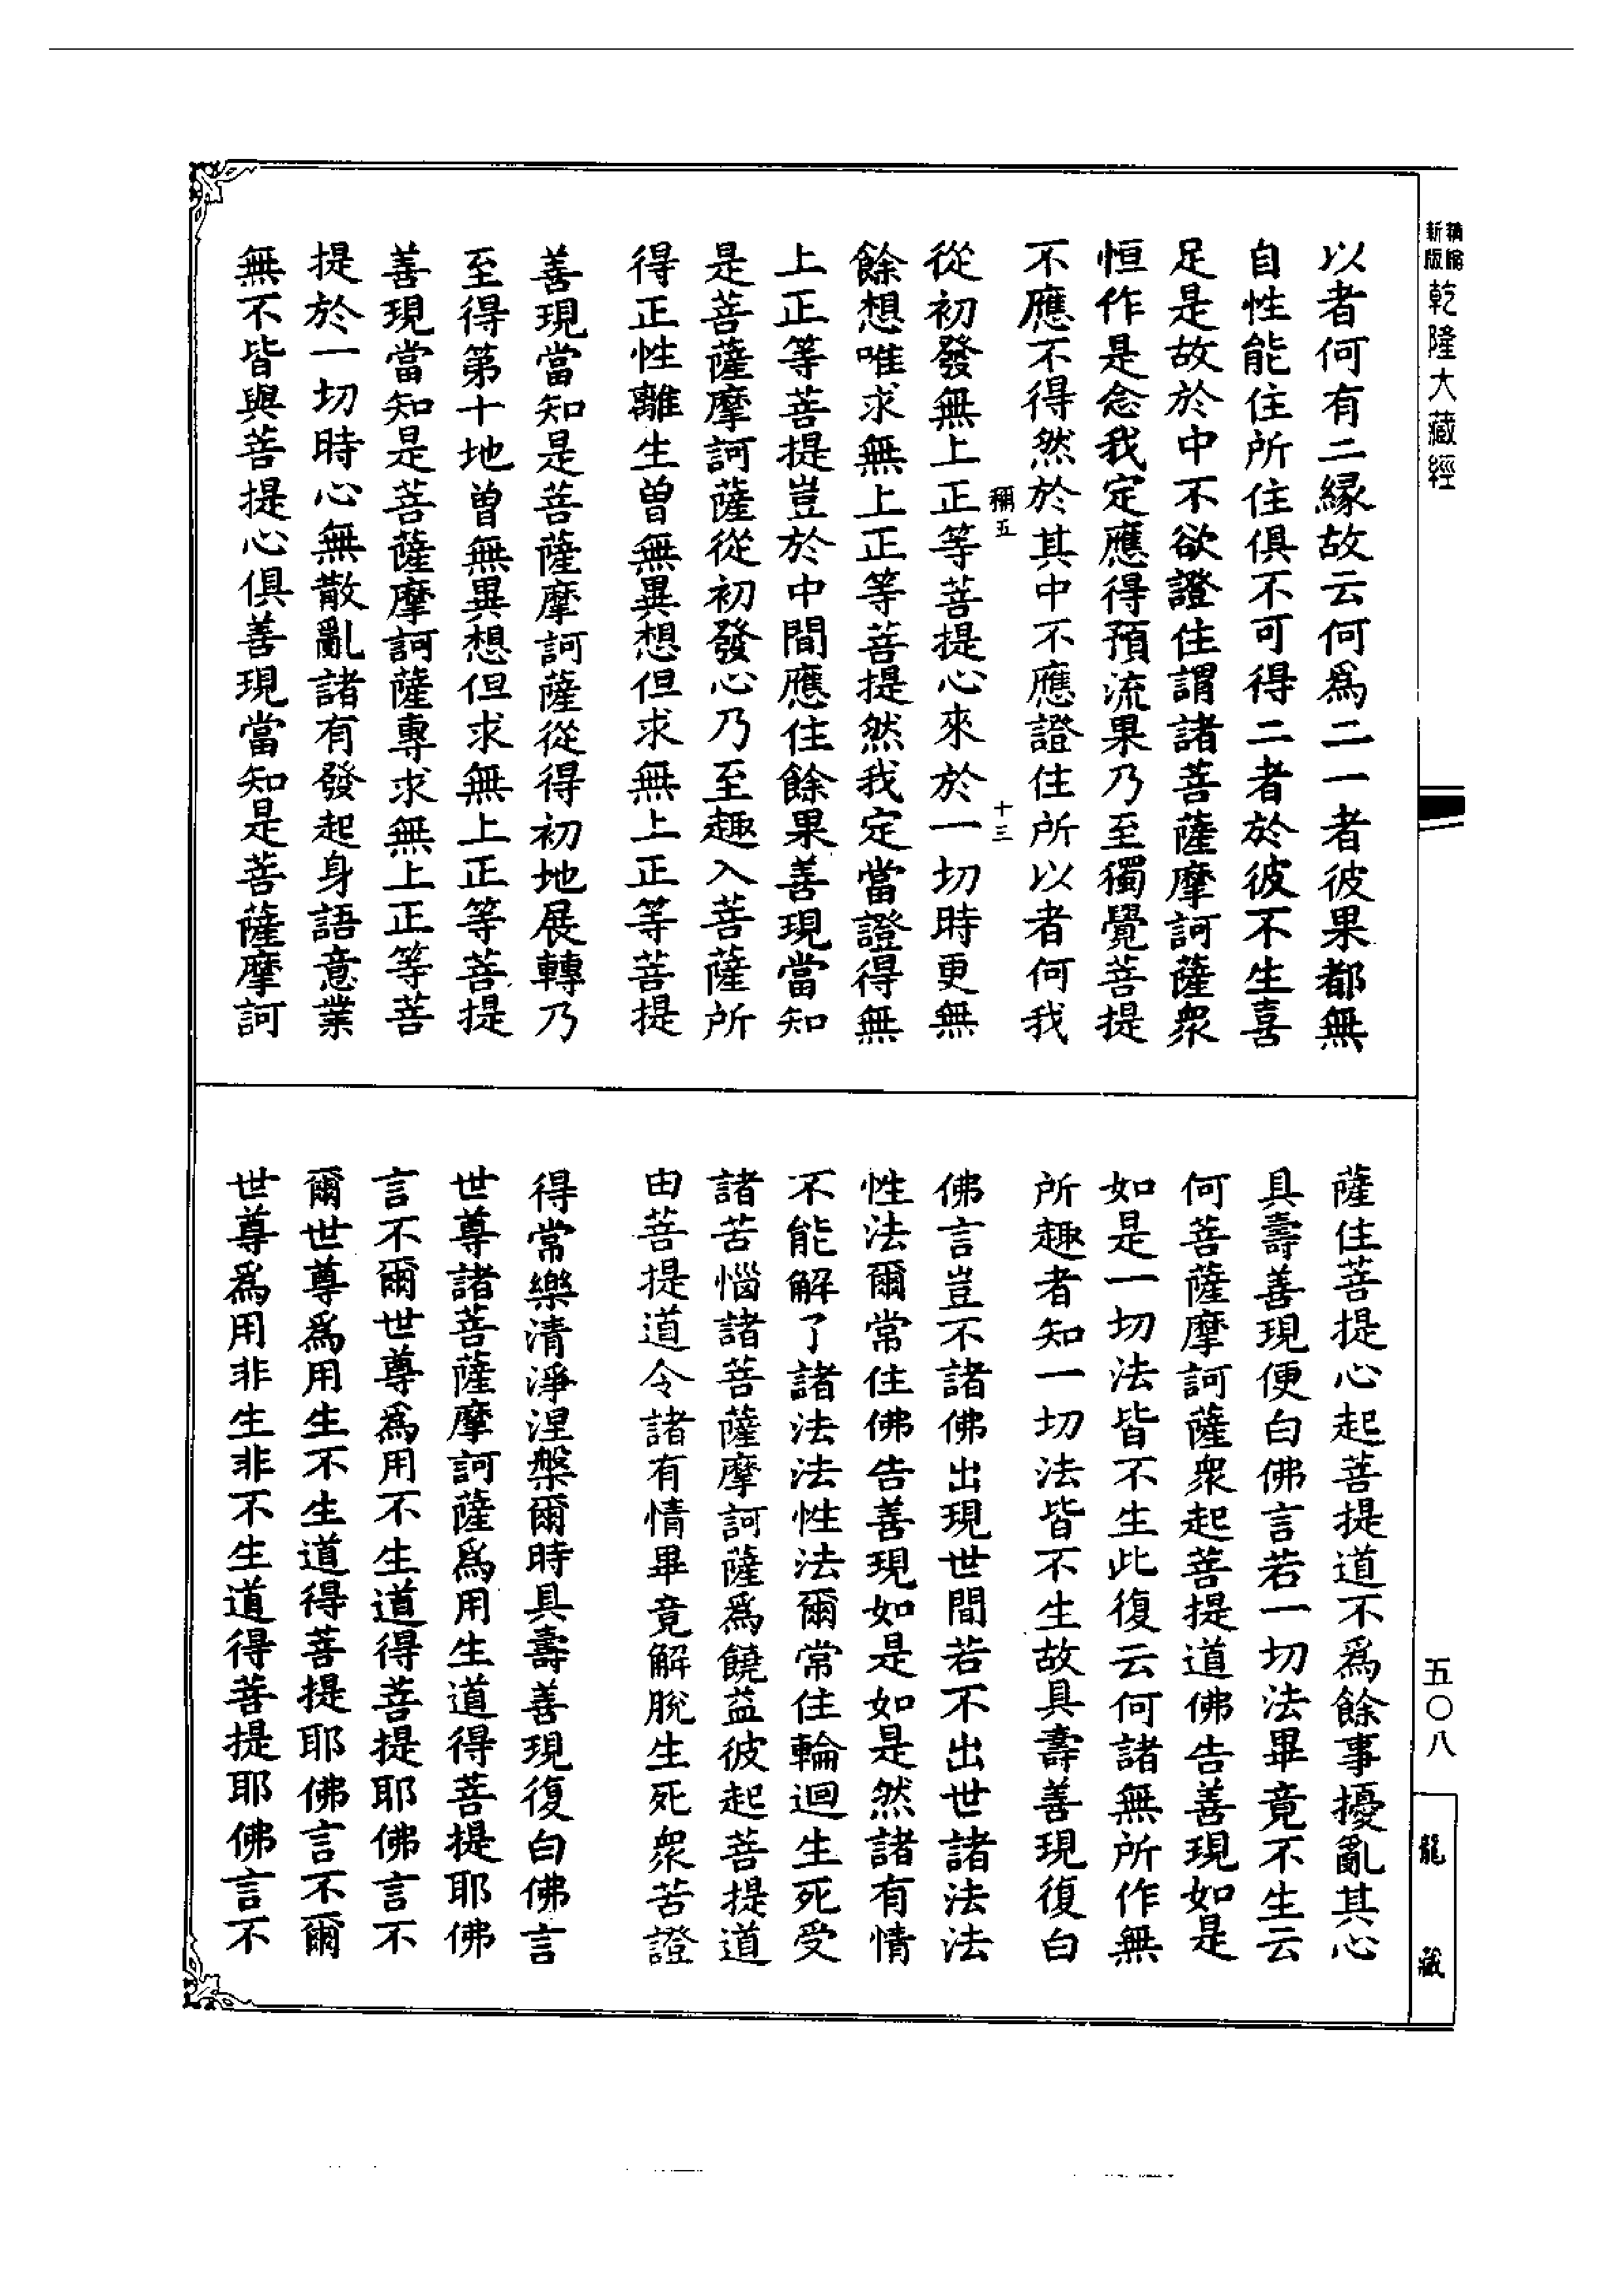 新版
乾隆大藏經
以者何有二緣故云何爲二一者彼果都無
自性能住所住俱不可得二者於彼不生喜
足是故於中不欲證住謂諸菩薩摩訶薩衆
恒作是念我定應得預流果乃至獨覺菩提
不應不得然於其中不應證住所以者何我
稱五 十三
從初發無上正等菩提心來於一切時更無
餘想唯求無上正等菩提然我定當證得無
上正等菩提豈於中間應住餘果善現當知
是菩薩摩訶薩從初發心乃至趣入菩薩所
得正性離生曾無異想但求無上正等菩提
善現當知是菩薩摩訶薩從得初地展轉乃
至得第十地曾無異想但求無上正等菩提
善現當知是菩薩摩訶薩專求無上正等菩
提於一切時心無散亂諸有發起身語意業
無不皆與菩提心俱善現當知是菩薩摩訶
薩住菩提心起菩提道不爲餘事擾亂其心
具壽善現便白佛言若一切法畢竟不生云
何菩薩摩訶薩衆起菩提道佛告善現如是
如是一切法皆不生此復云何諸無所作無
所趣者知一切法皆不生故具壽善現復白
佛言豈不諸佛出現世間若不出世諸法法
性法爾常住佛告善現如是如是然諸有情
不能解了諸法法性法爾常住輪迴生死受
諸苦惱諸菩薩摩訶薩爲饒益彼起菩提道
由菩提道令諸有情畢竟解脫生死衆苦證
得常樂清淨涅槃爾時具壽善現復白佛言
世尊諸菩薩摩訶薩爲用生道得菩提耶佛
言不爾世尊爲用不生道得菩提耶佛言不
爾世尊爲用生不生道得菩提耶佛言不爾
世尊爲用非生非不生道得菩提耶佛言不
五〇八
龍藏